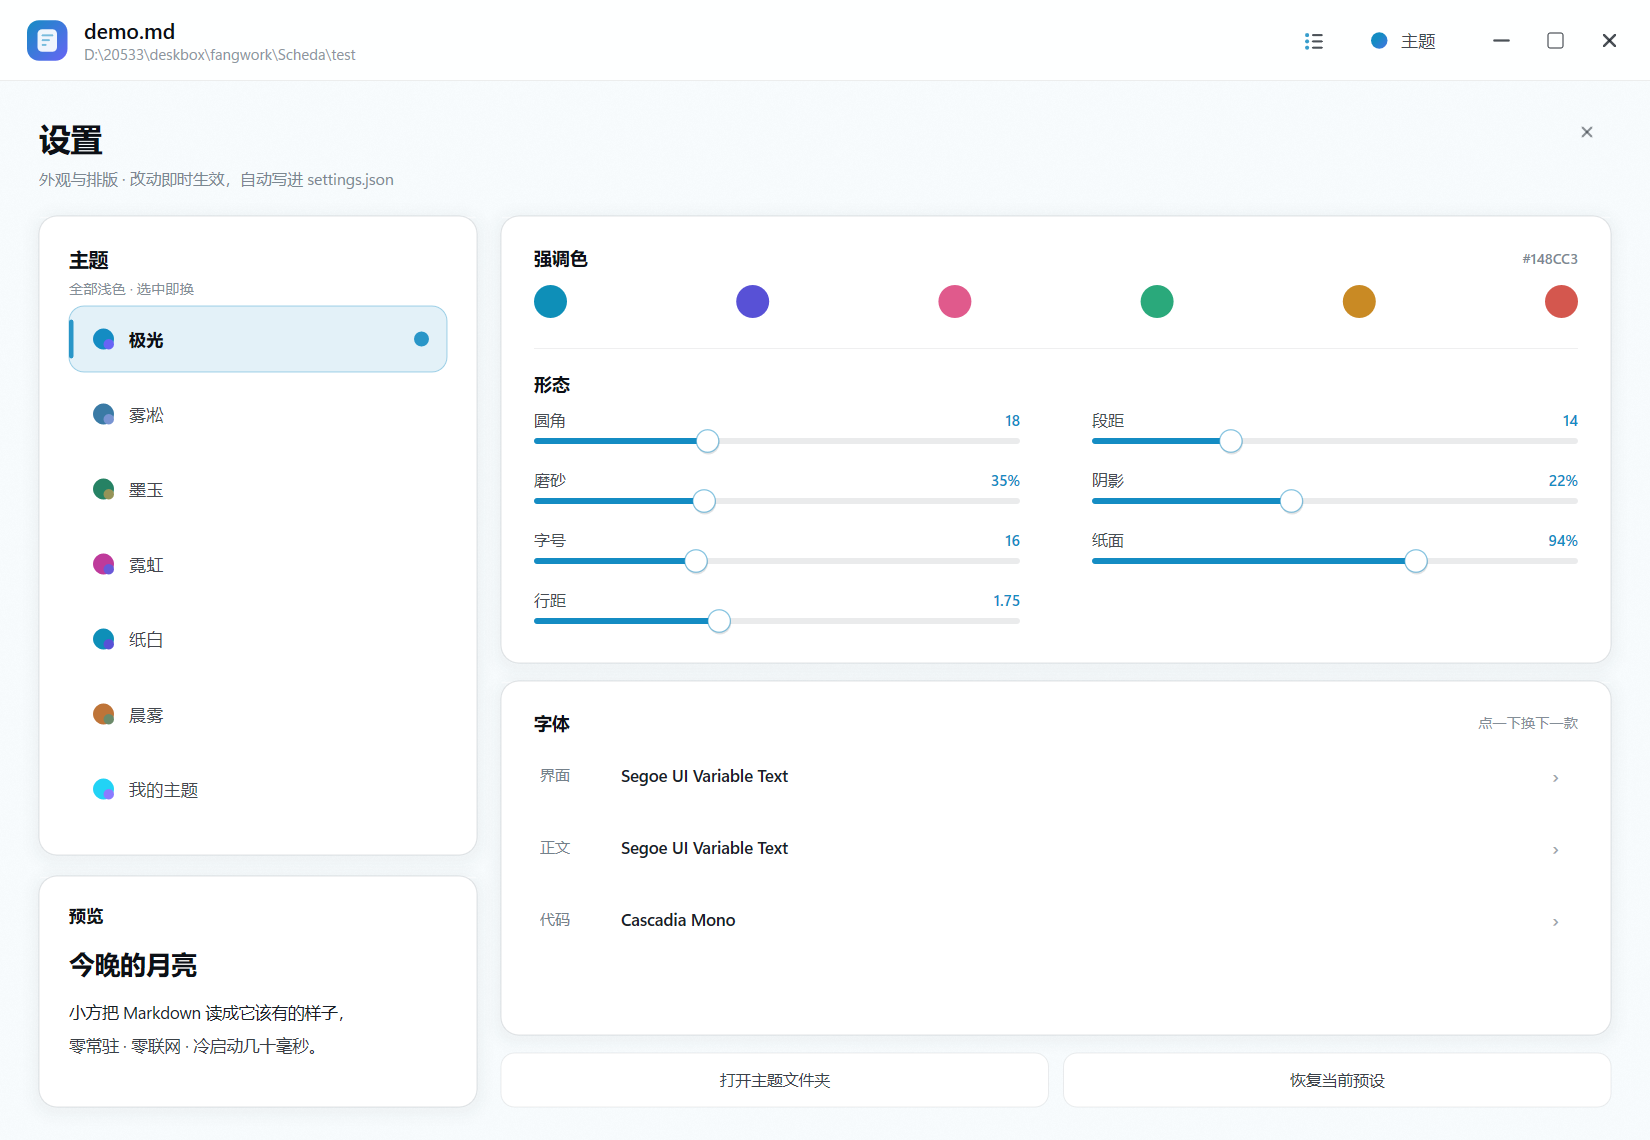 demo.md
D:\20533\deskbox\fangwork\Scheda\test
主题
设置
外观与排版 · 改动即时生效，自动写进 settings.json
主题
全部浅色 · 选中即换
极光
雾凇
墨玉
霓虹
纸白
晨雾
我的主题
预览
今晚的月亮
小方把 Markdown 读成它该有的样子，
零常驻 · 零联网 · 冷启动几十毫秒。
强调色
#148CC3
形态
圆角 18
段距 14
磨砂 35%
阴影 22%
字号 16
纸面 94%
行距 1.75
字体
点一下换下一款
界面 Segoe UI Variable Text
正文 Segoe UI Variable Text
代码 Cascadia Mono
打开主题文件夹
恢复当前预设